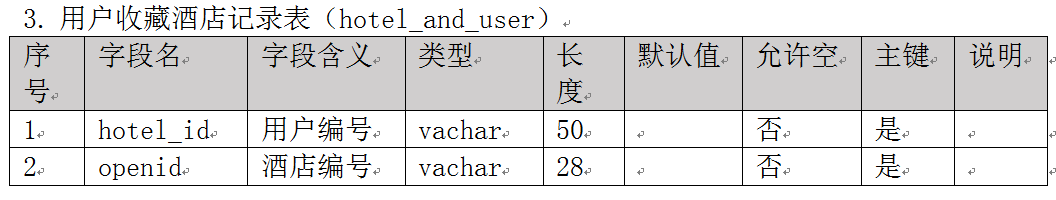 3. 用户收藏酒店记录表（hotel_and_user）
序号 字段名 字段含义 类型 长度 默认值 允许空 主键 说明
1 hotel_id 用户编号 vachar 50 否 是
2 openid 酒店编号 vachar 28 否 是